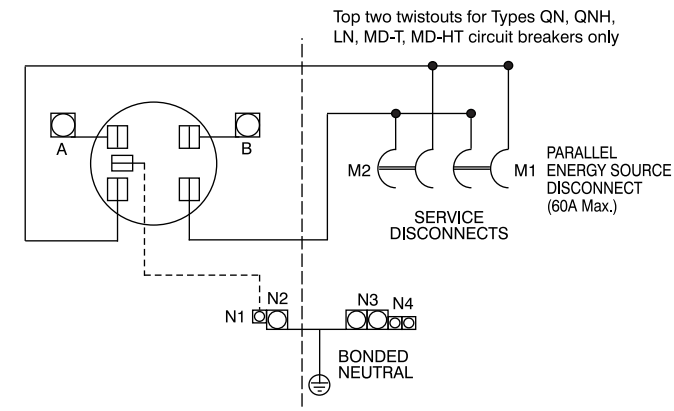 Top two twistouts for Types QN, QNH,
LN, MD-T, MD-HT circuit breakers only
A
B
M2
M1
PARALLEL
ENERGY SOURCE
DISCONNECT
(60A Max.)
SERVICE
DISCONNECTS
N1
N2
N3
N4
BONDED
NEUTRAL